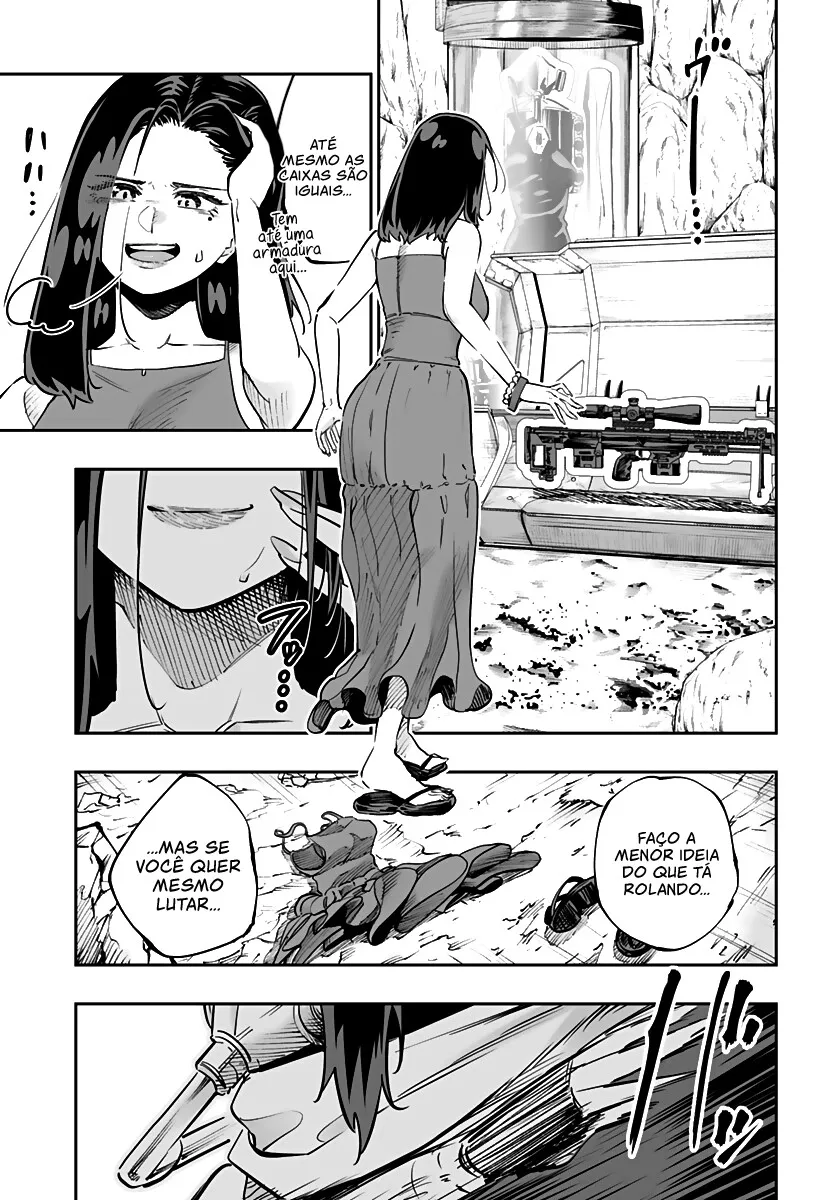 ヴ…
ATÉ
MESMO AS
CAIXAS SÃO
IGUAIS...
Tem
até uma
armadura
aqui...
ハハ…
FAÇO A
MENOR IDEIA
DO QUE TÁ
ROLANDO...
...MAS SE
VOCÊ QUER
MESMO
LUTAR...